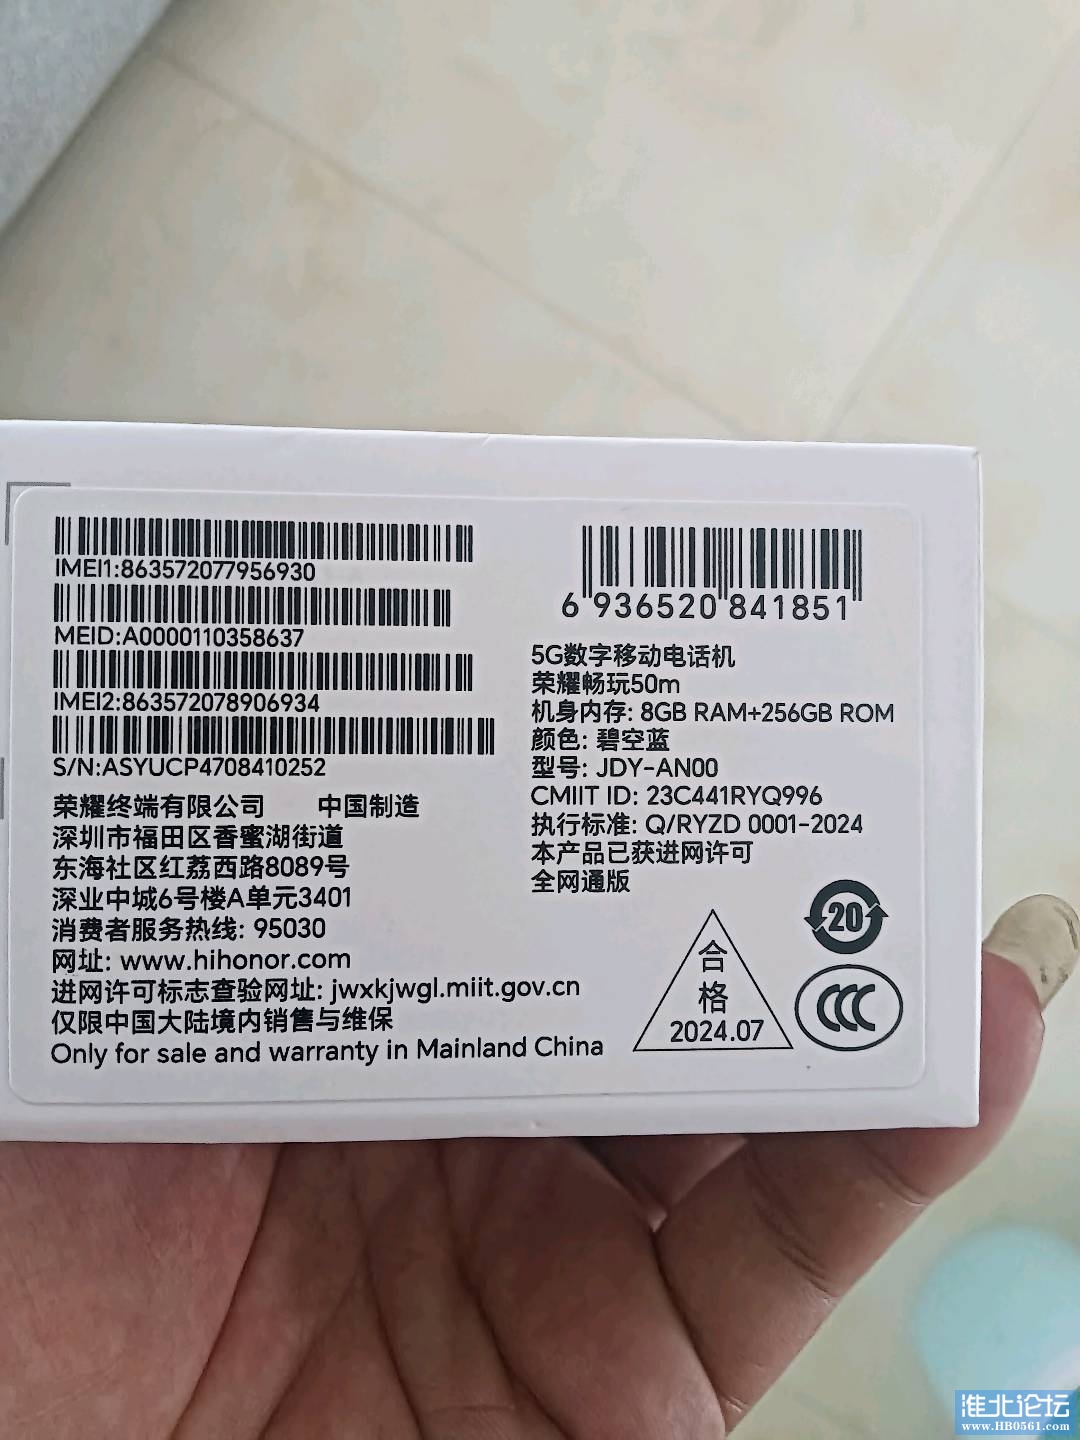 IMEI1:863572077956930
MEID:A0000110358637
IMEI2:863572078906934
S/N:ASYUCP4708410252
荣耀终端有限公司 中国制造
深圳市福田区香蜜湖街道
东海社区红荔西路8089号
深业中城6号楼A单元3401
消费者服务热线: 95030
网址: www.hihonor.com
进网许可标志查验网址: jwxkjwgl.miit.gov.cn
仅限中国大陆境内销售与维保
Only for sale and warranty in Mainland China
6 936520 841851
5G数字移动电话机
荣耀畅玩50m
机身内存: 8GB RAM+256GB ROM
颜色: 碧空蓝
型号: JDY-AN00
CMIIT ID: 23C441RYQ996
执行标准: Q/RYZD 0001-2024
本产品已获进网许可
全网通版
合
格
2024.07
20
CCC
淮北论坛
www.HB0561.com